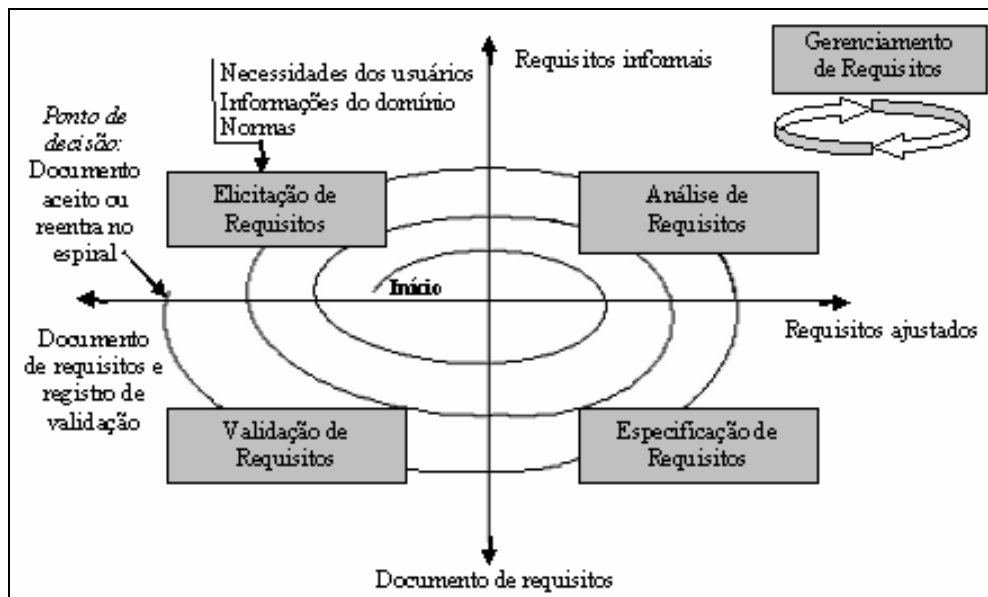 Requisitos informais
Gerenciamento
de Requisitos
Necessidades dos usuários
Informações do domínio
Normas
Ponto de
decisão:
Documento
aceito ou
reentra no
espiral
Elicitação de
Requisitos
Análise de
Requisitos
Início
Requisitos ajustados
Documento
de requisitos e
registro de
validação
Validação de
Requisitos
Especificação de
Requisitos
Documento de requisitos